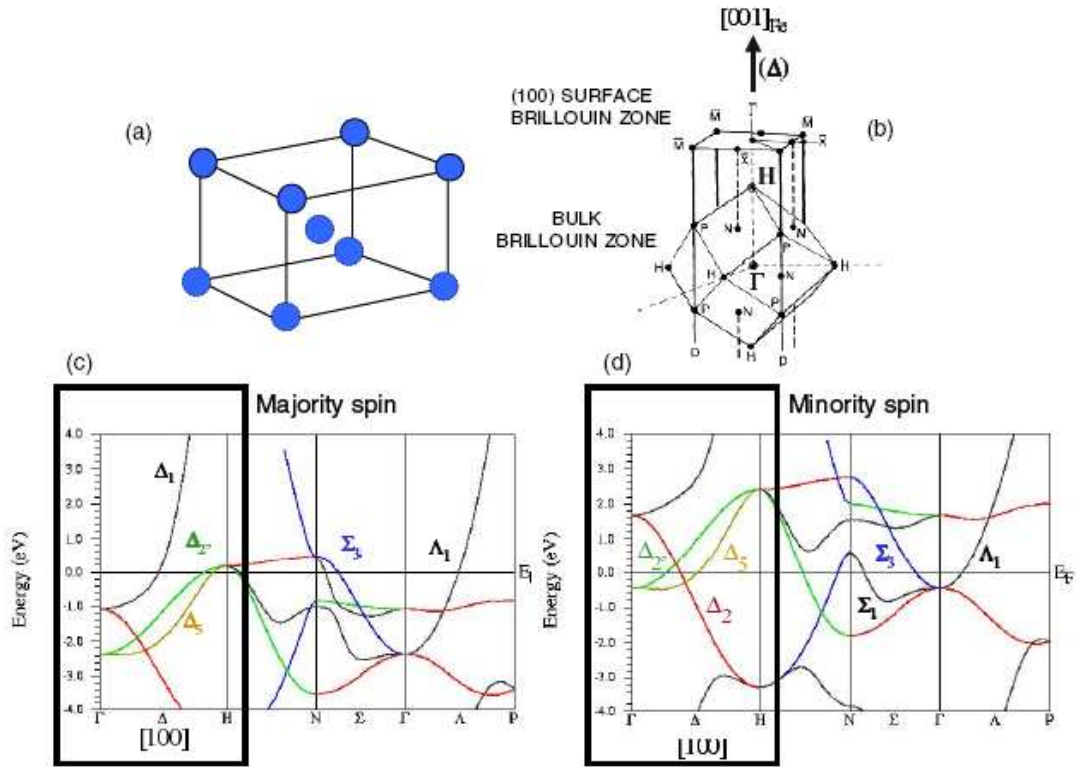 [001]Fe
(Δ)
(100) SURFACE
BRILLOUIN ZONE
(a)
(b)
M̅
M̅
X̅
M̅
X̅
H
BULK
BRILLOUIN ZONE
P
N
P
N
H
H
Γ
N
H
P
N
P
D
H
D
(c)
Majority spin
4.0
3.0
2.0
1.0
0.0
-1.0
-2.0
-3.0
-4.0
Energy (eV)
Δ1
Δ2"
Δ5
Σ3
Λ1
Γ
Δ
H
N
Σ
Γ
Λ
P
[100]
(d)
Minority spin
4.0
3.0
2.0
1.0
0.0
-1.0
-2.0
-3.0
-4.0
Energy (eV)
Δ2"
Δ5
Δ2
Σ3
Λ1
Σ1
EF
Γ
Δ
H
N
Σ
Γ
Λ
P
[100]